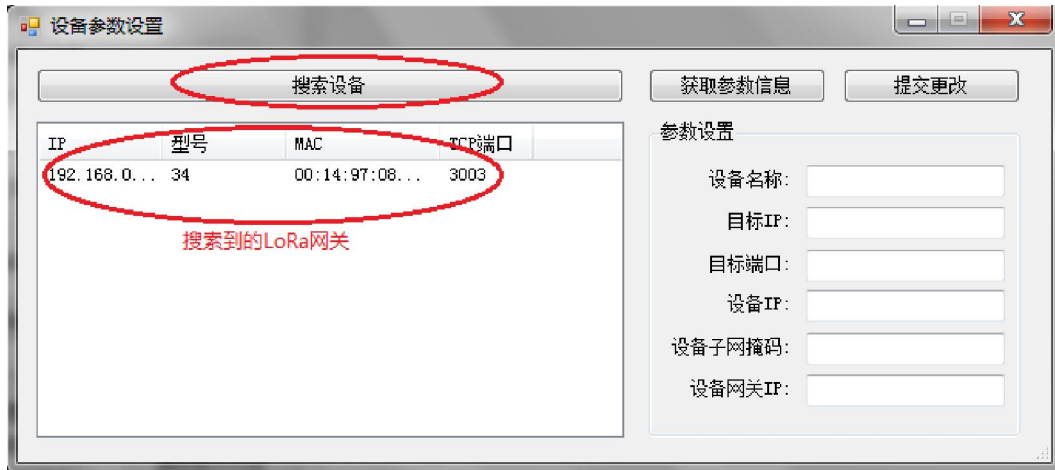 设备参数设置
搜索设备
获取参数信息
提交更改
IP 型号 MAC TCP端口
192.168.0... 34 00:14:97:08... 3003
搜索到的LoRa网关
参数设置
设备名称:
目标IP:
目标端口:
设备IP:
设备子网掩码:
设备网关IP: